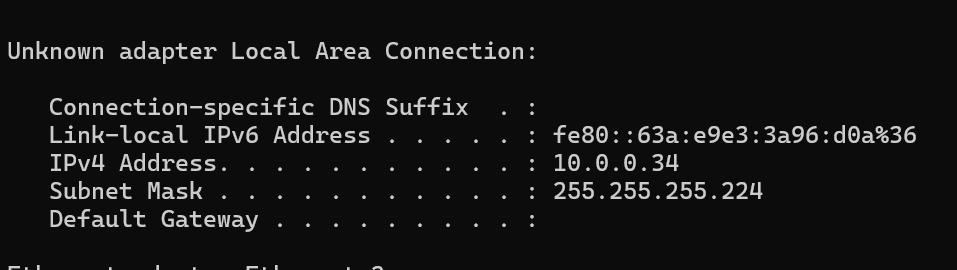 Unknown adapter Local Area Connection:
Connection-specific DNS Suffix . :
Link-local IPv6 Address . . . . . : fe80::63a:e9e3:3a96:d0a%36
IPv4 Address. . . . . . . . . . . : 10.0.0.34
Subnet Mask . . . . . . . . . . . : 255.255.255.224
Default Gateway . . . . . . . . . :